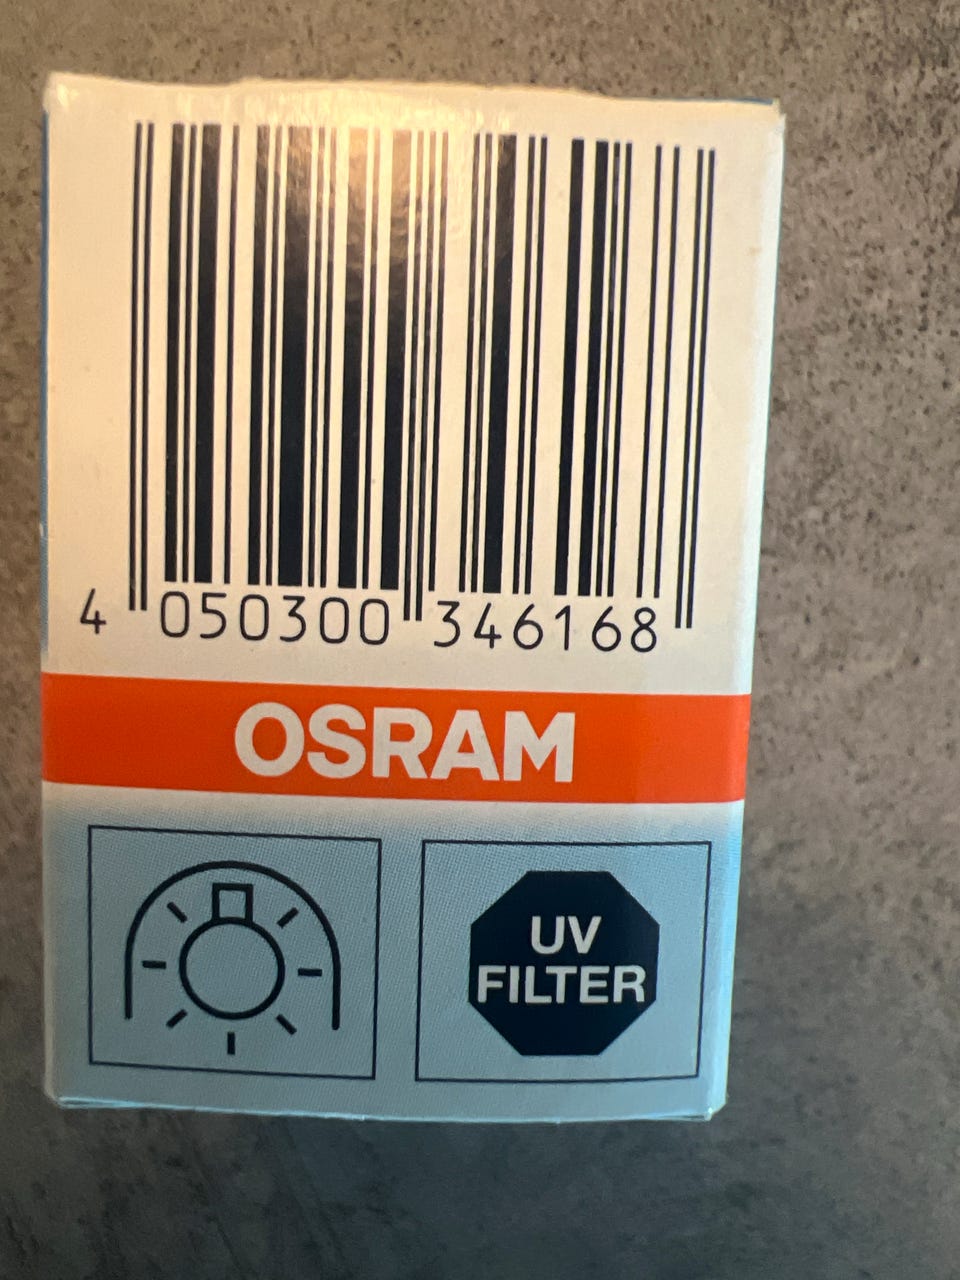 4 050300 346168
OSRAM
UV
FILTER